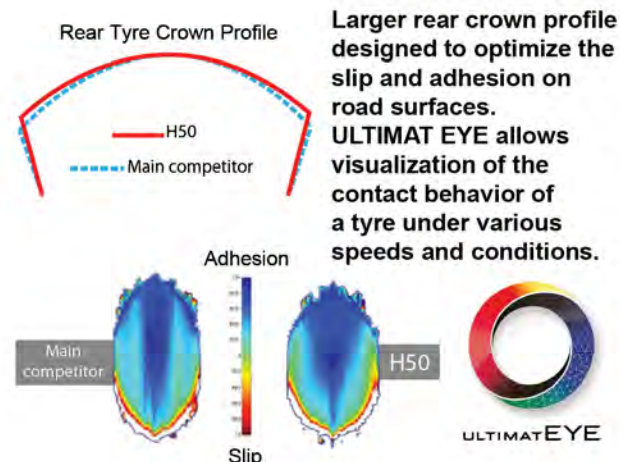 Rear Tyre Crown Profile
H50
Main competitor
Larger rear crown profile
designed to optimize the
slip and adhesion on
road surfaces.
ULTIMAT EYE allows
visualization of the
contact behavior of
a tyre under various
speeds and conditions.
Adhesion
Main
competitor
H50
Slip
ULTIMATEYE